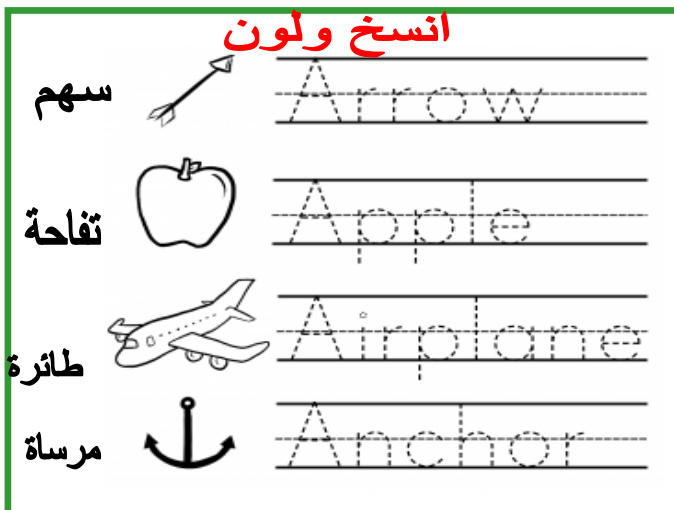 انسخ ولون
سهم Arrow
تفاحة Apple
طائرة Airplane
مرساة Anchor